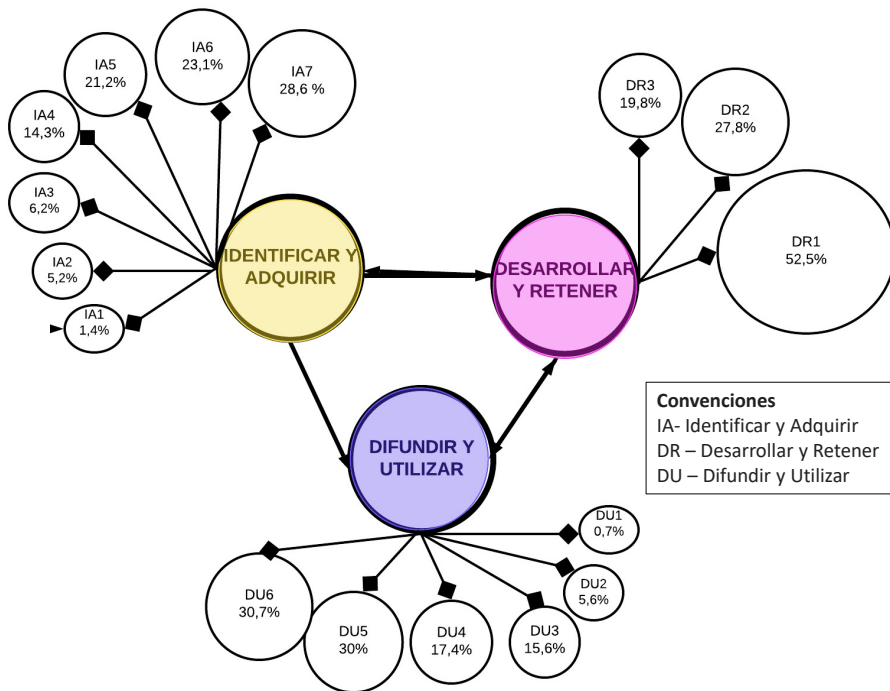 IA6
23,1%
IA5
21,2%
IA7
28,6 %
IA4
14,3%
IA3
6,2%
IA2
5,2%
IA1
1,4%
IDENTIFICAR Y
ADQUIRIR
DR3
19,8%
DR2
27,8%
DR1
52,5%
DESARROLLAR
Y RETENER
DIFUNDIR Y
UTILIZAR
Convenciones
IA- Identificar y Adquirir
DR – Desarrollar y Retener
DU – Difundir y Utilizar
DU1
0,7%
DU2
5,6%
DU3
15,6%
DU4
17,4%
DU5
30%
DU6
30,7%